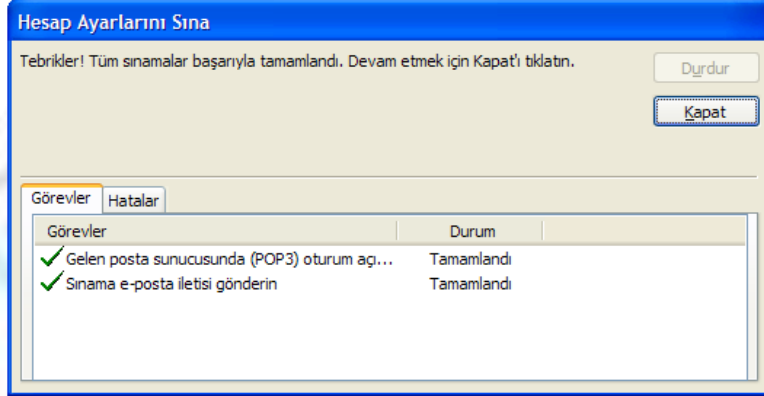 Hesap Ayarlarını Sına
Tebrikler! Tüm sınamalar başarıyla tamamlandı. Devam etmek için Kapat'ı tıklatın.
Durdur
Kapat
Görevler Hatalar
Görevler Durum
Gelen posta sunucusunda (POP3) oturum açı... Tamamlandı
Sınama e-posta iletisi gönderin Tamamlandı